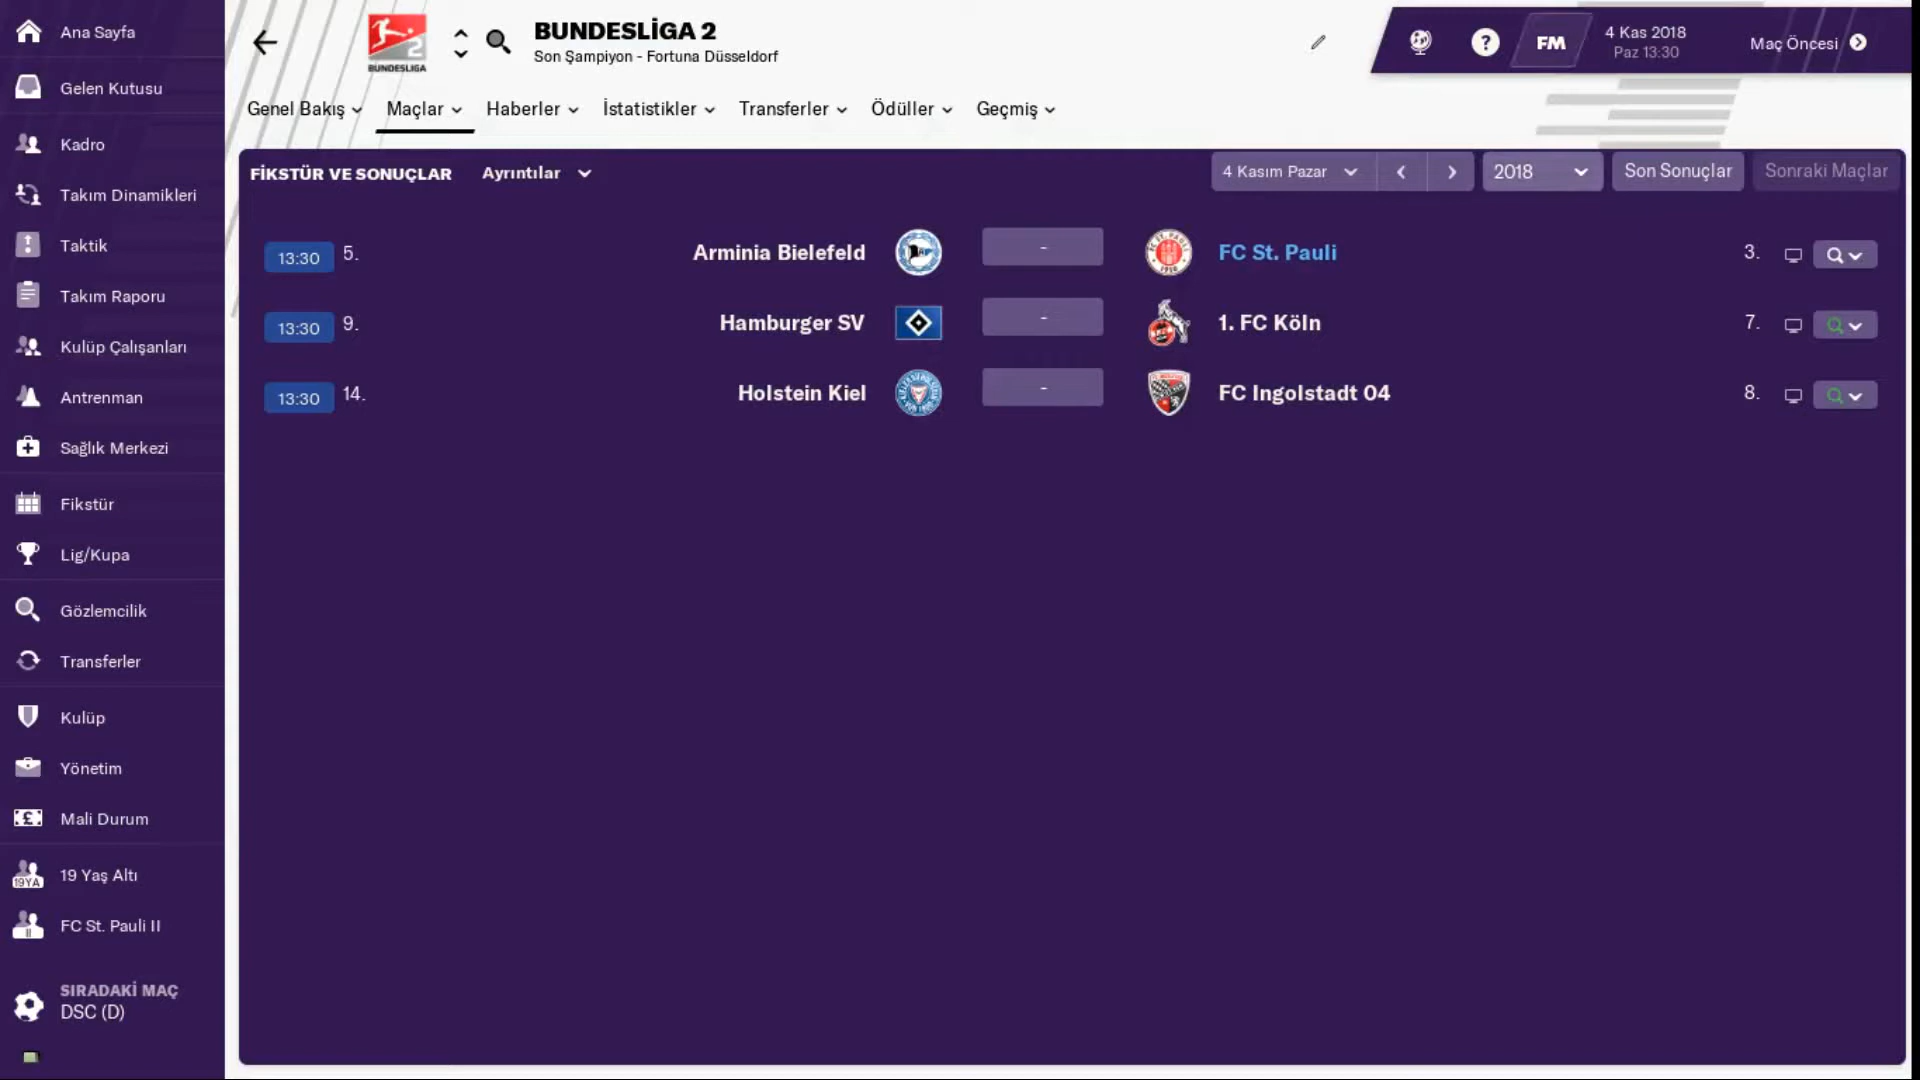 Ana Sayfa
Gelen Kutusu
Kadro
Takım Dinamikleri
Taktik
Takım Raporu
Kulüp Çalışanları
Antrenman
Sağlık Merkezi
Fikstür
Lig/Kupa
Gözlemcilik
Transferler
Kulüp
Yönetim
Mali Durum
19YA
19 Yaş Altı
II
FC St. Pauli II
SIRADAKİ MAÇ
DSC (D)
2
BUNDESLIGA
BUNDESLİGA 2
Son Şampiyon - Fortuna Düsseldorf
?
FM
4 Kas 2018
Paz 13:30
Maç Öncesi
Genel Bakış
Maçlar
Haberler
İstatistikler
Transferler
Ödüller
Geçmiş
FİKSTÜR VE SONUÇLAR
Ayrıntılar
4 Kasım Pazar
2018
Son Sonuçlar
Sonraki Maçlar
13:30 5. Arminia Bielefeld - FC St. Pauli 3.
13:30 9. Hamburger SV - 1. FC Köln 7.
13:30 14. Holstein Kiel - FC Ingolstadt 04 8.